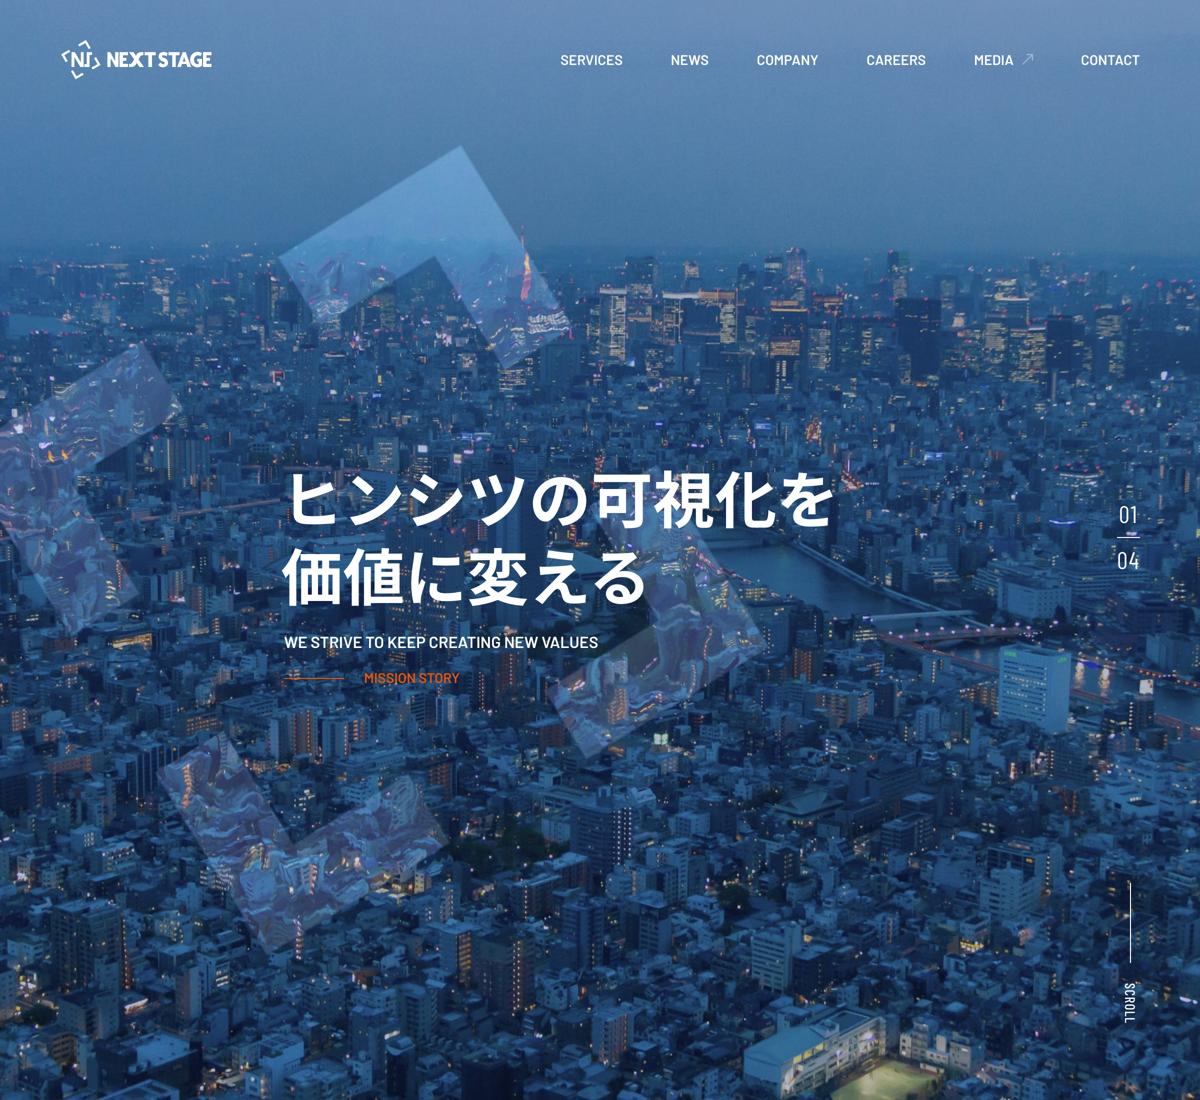 NEXT STAGE
SERVICES
NEWS
COMPANY
CAREERS
MEDIA
CONTACT
ヒンシツの可視化を
価値に変える
WE STRIVE TO KEEP CREATING NEW VALUES
MISSION STORY
01
04
SCROLL